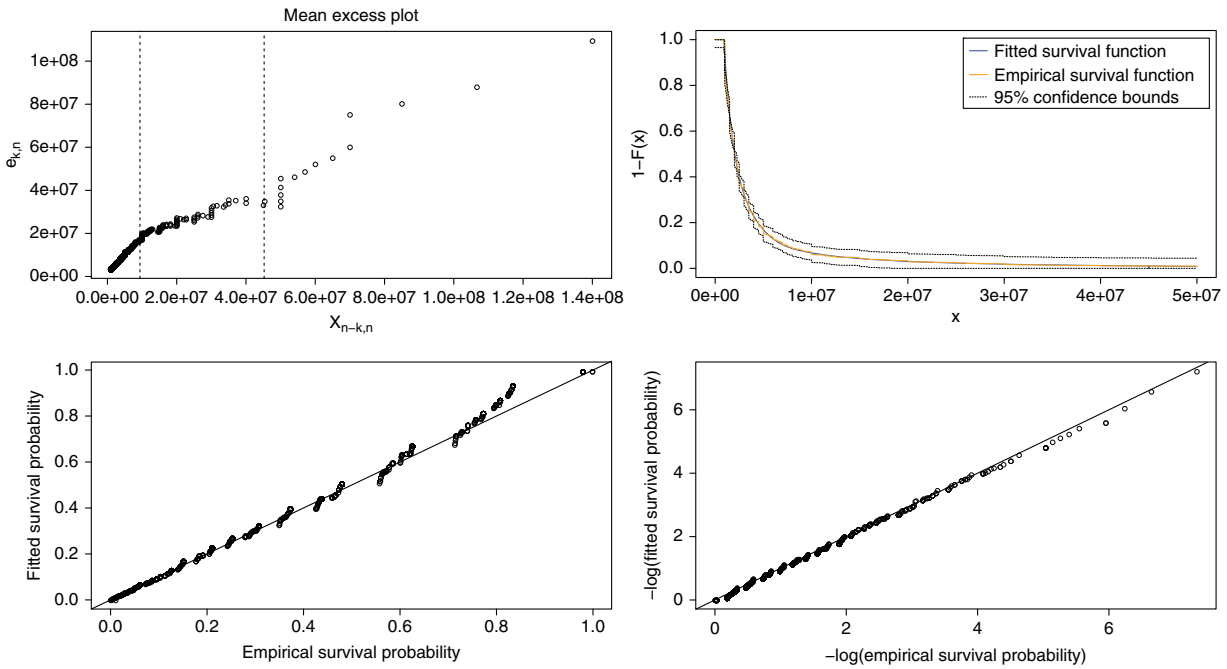 Mean excess plot
1e+08
8e+07
6e+07
4e+07
2e+07
0e+00
e_{k,n}
0.0e+00 2.0e+07 4.0e+07 6.0e+07 8.0e+07 1.0e+08 1.2e+08 1.4e+08
X_{n−k,n}
1.0
0.8
0.6
0.4
0.2
0.0
1−F(x)
Fitted survival function
Empirical survival function
95% confidence bounds
0e+00 1e+07 2e+07 3e+07 4e+07 5e+07
x
1.0
0.8
0.6
0.4
0.2
0.0
Fitted survival probability
0.0 0.2 0.4 0.6 0.8 1.0
Empirical survival probability
6
4
2
0
−log(fitted survival probability)
0 2 4 6
−log(empirical survival probability)